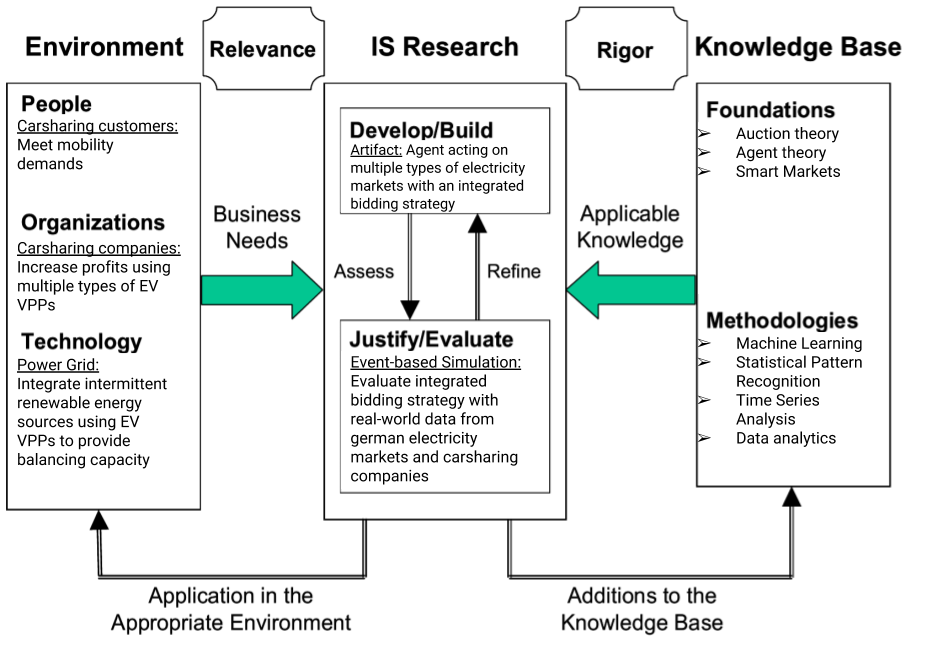 Environment
Relevance
IS Research
Rigor
Knowledge Base
People
Carsharing customers:
Meet mobility
demands
Organizations
Carsharing companies:
Increase profits using
multiple types of EV
VPPs
Technology
Power Grid:
Integrate intermittent
renewable energy
sources using EV
VPPs to provide
balancing capacity
Business
Needs
Develop/Build
Artifact: Agent acting on
multiple types of electricity
markets with an integrated
bidding strategy
Assess
Refine
Justify/Evaluate
Event-based Simulation:
Evaluate integrated
bidding strategy with
real-world data from
german electricity
markets and carsharing
companies
Applicable
Knowledge
Foundations
➢ Auction theory
➢ Agent theory
➢ Smart Markets
Methodologies
➢ Machine Learning
➢ Statistical Pattern
Recognition
➢ Time Series
Analysis
➢ Data analytics
Application in the
Appropriate Environment
Additions to the
Knowledge Base